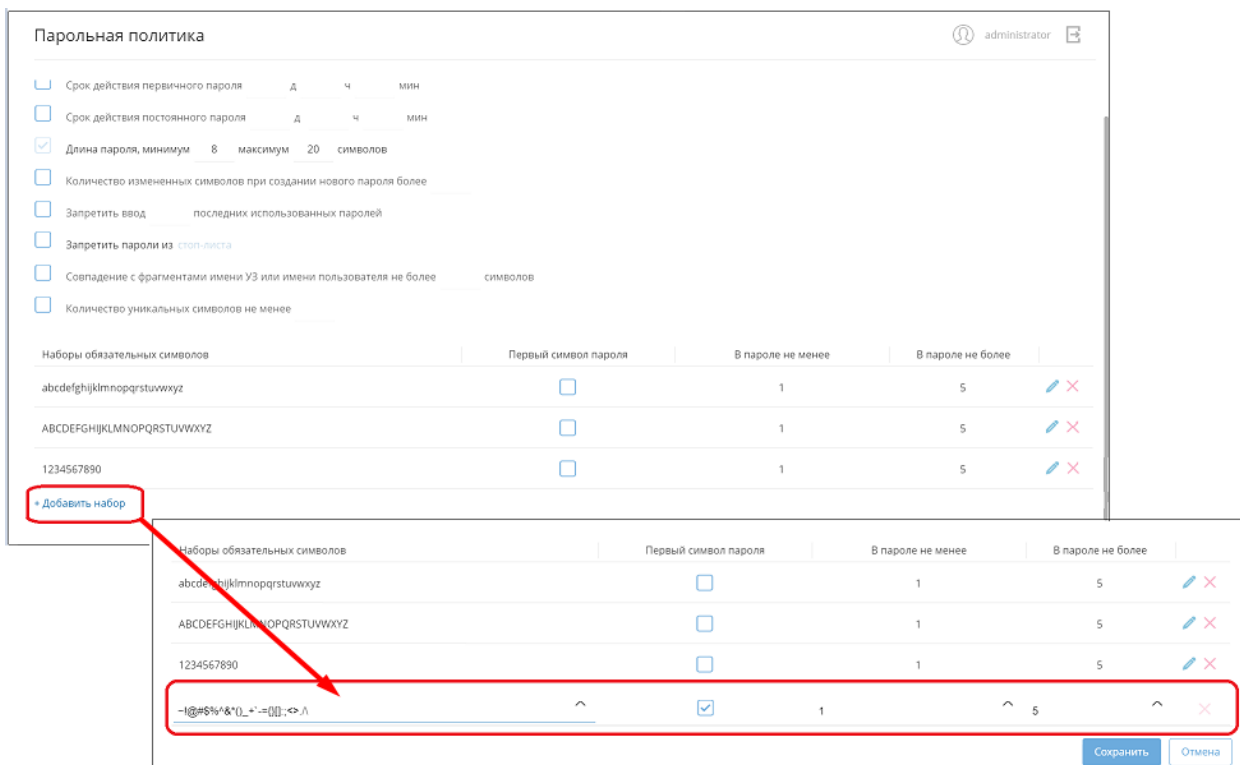 Парольная политика administrator
Срок действия первичного пароля д ч мин
Срок действия постоянного пароля д ч мин
Длина пароля, минимум 8 максимум 20 символов
Количество измененных символов при создании нового пароля более
Запретить ввод последних использованных паролей
Запретить пароли из стоп-листа
Совпадение с фрагментами имени УЗ или имени пользователя не более символов
Количество уникальных символов не менее
Наборы обязательных символов Первый символ пароля В пароле не менее В пароле не более
abcdefghijklmnopqrstuvwxyz 1 5
ABCDEFGHIJKLMNOPQRSTUVWXYZ 1 5
1234567890 1 5
+ Добавить набор
Наборы обязательных символов Первый символ пароля В пароле не менее В пароле не более
abcdefghijklmnopqrstuvwxyz 1 5
ABCDEFGHIJKLMNOPQRSTUVWXYZ 1 5
1234567890 1 5
~!@#$%^&*()_+`-={}[]:;<>,./\ 1 5
Сохранить Отмена